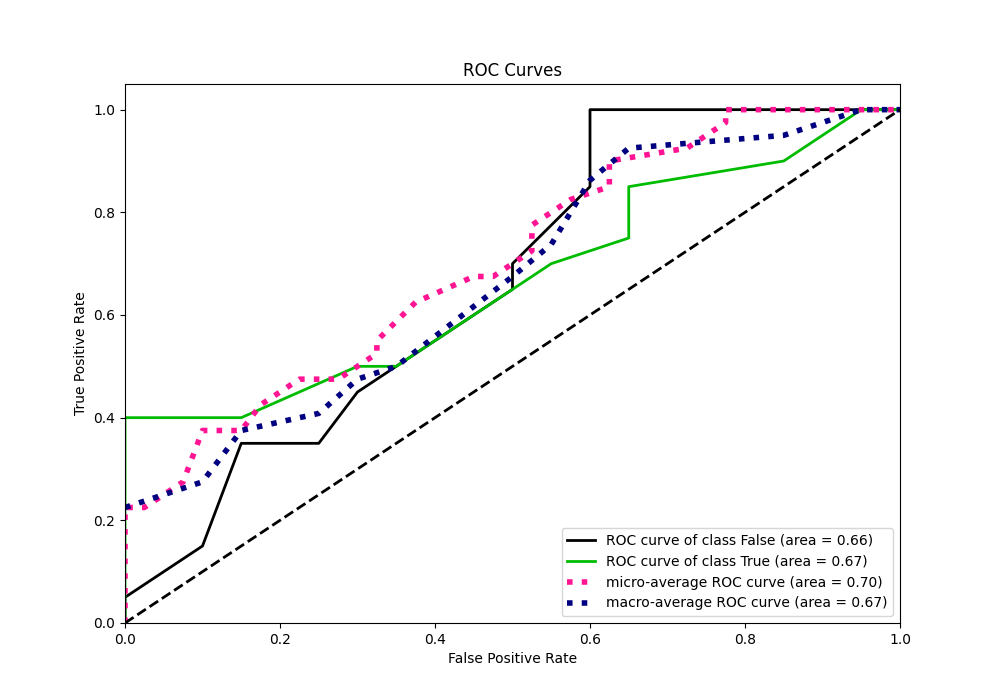 ROC Curves
True Positive Rate
1.0
0.8
0.6
0.4
0.2
0.0
ROC curve of class False (area = 0.66)
ROC curve of class True (area = 0.67)
micro-average ROC curve (area = 0.70)
macro-average ROC curve (area = 0.67)
0.0 0.2 0.4 0.6 0.8 1.0
False Positive Rate